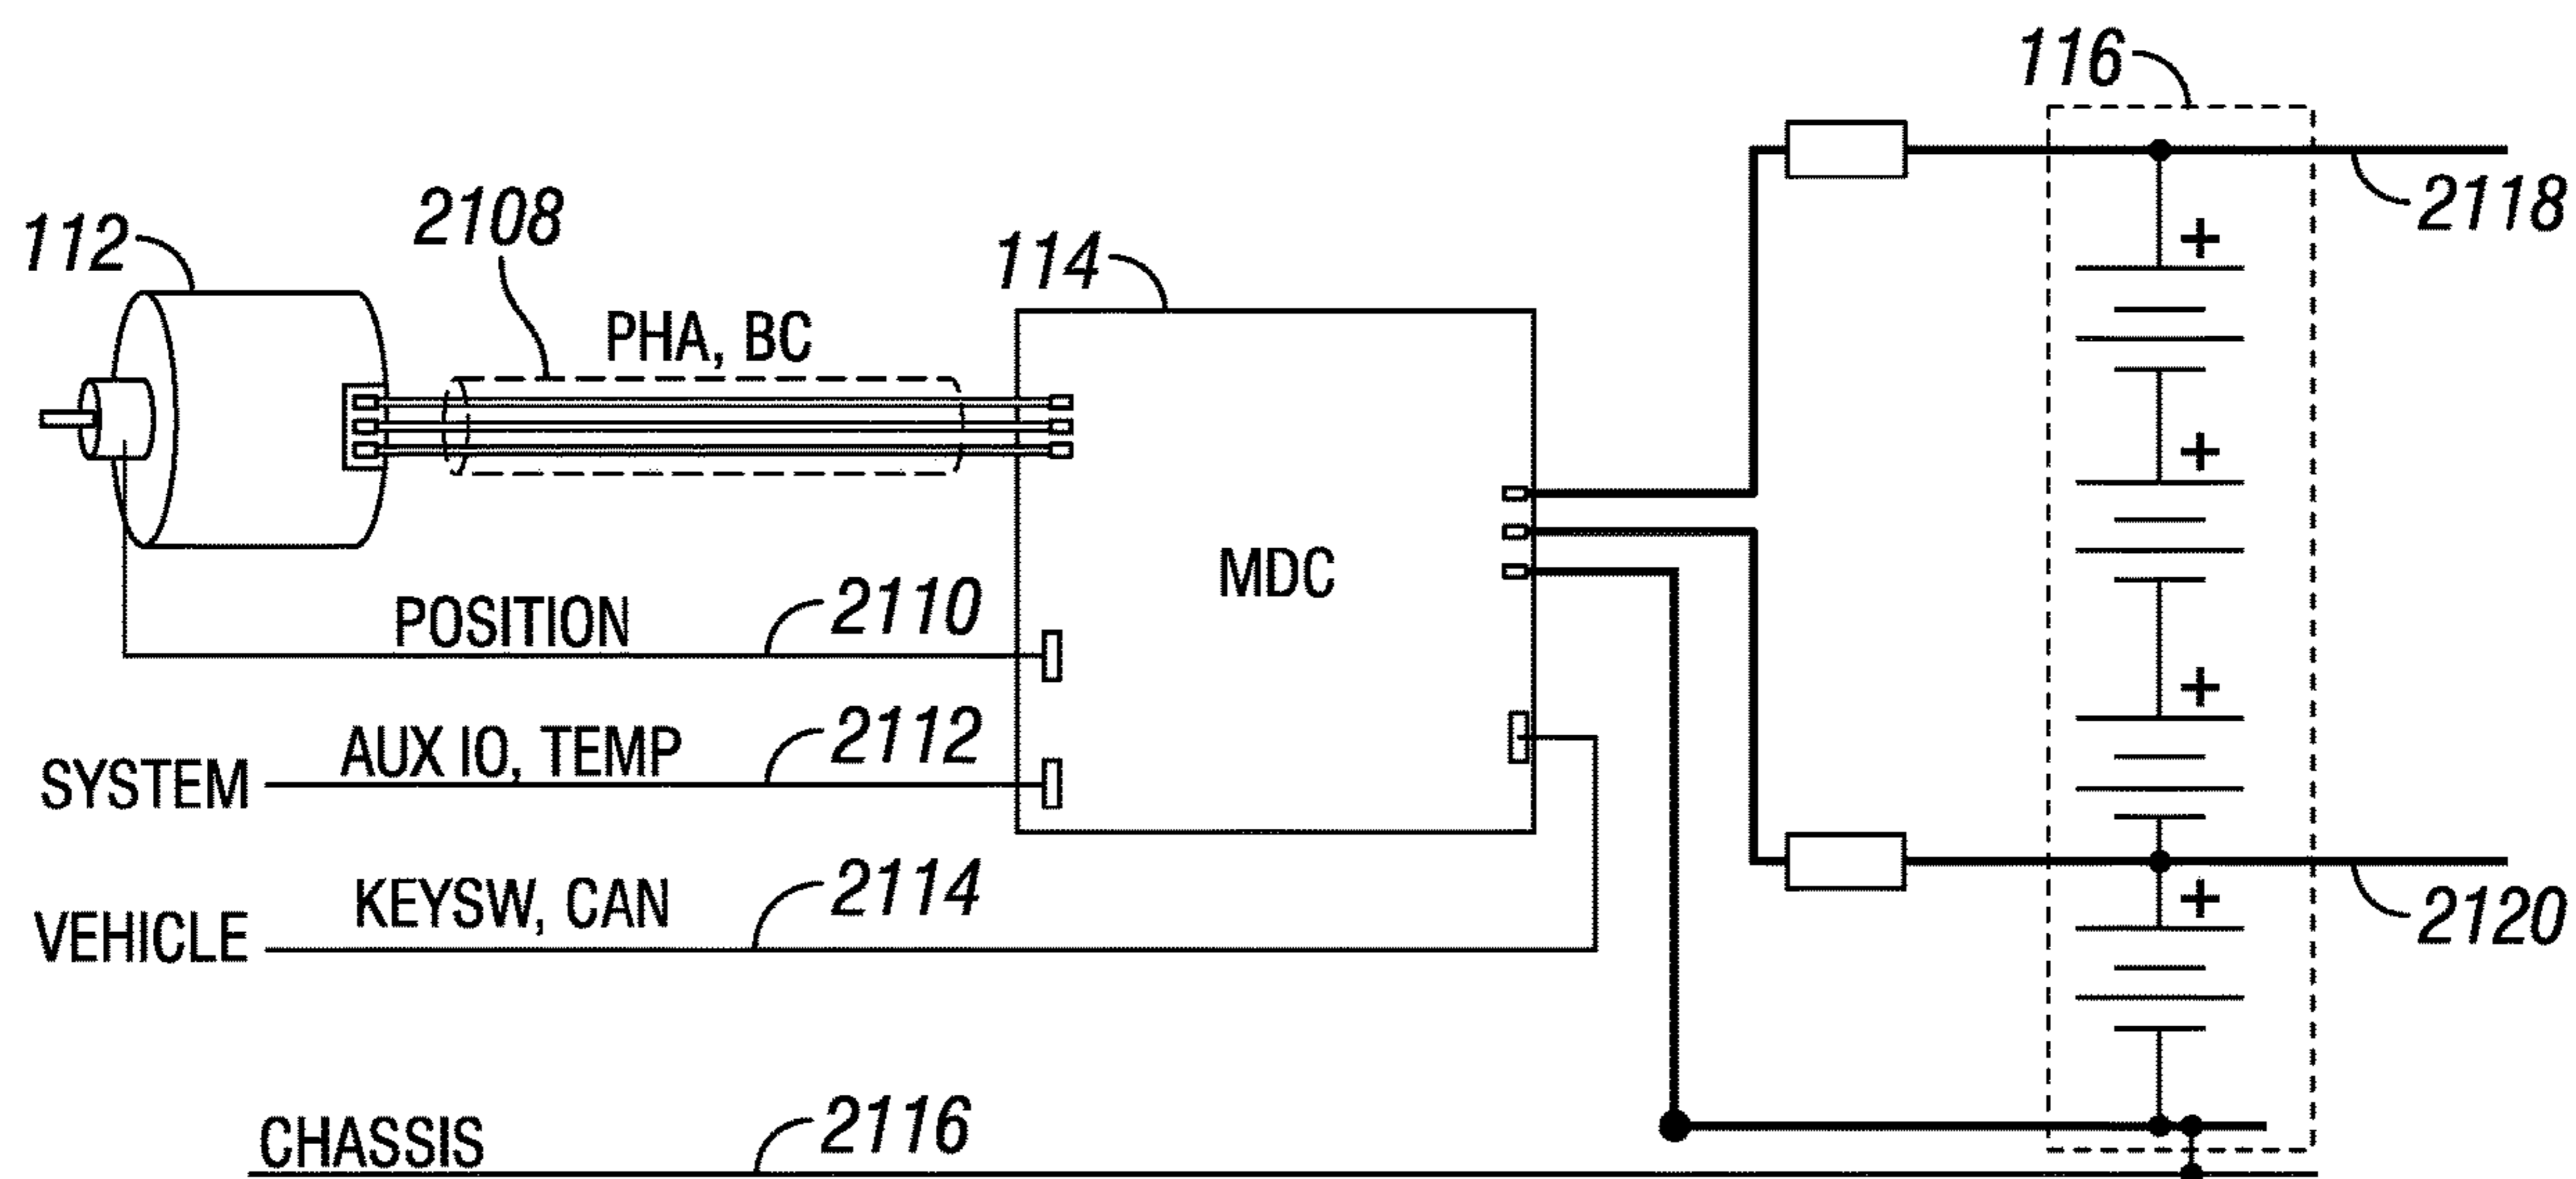 116
2118
112
2108
114
PHA, BC
+
+
MDC
POSITION
2110
+
AUX IO, TEMP
2112
SYSTEM
KEYSW, CAN
2114
VEHICLE
+
2120
CHASSIS
2116